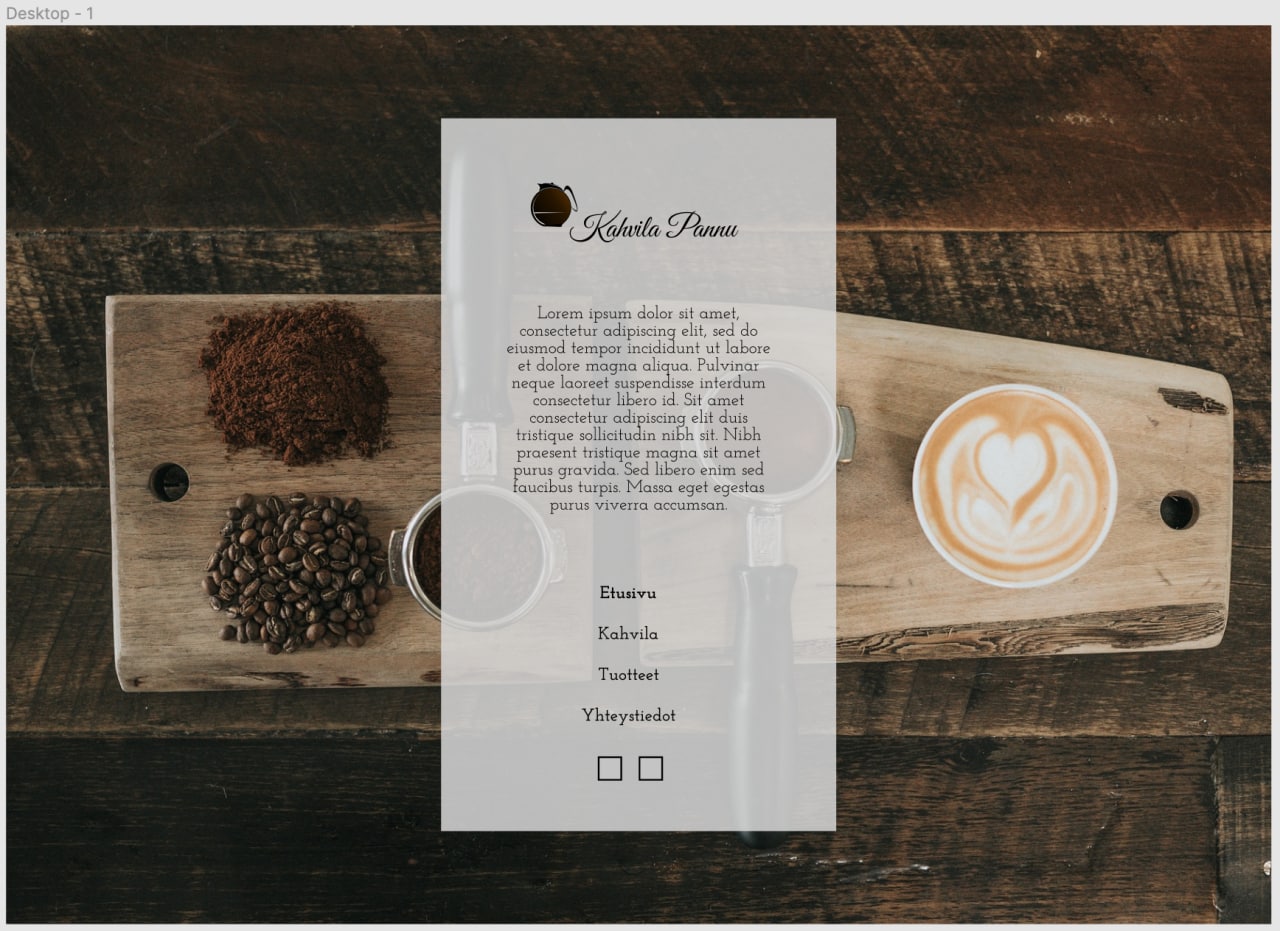 Desktop - 1
Kahvila Pannu
Lorem ipsum dolor sit amet,
consectetur adipiscing elit, sed do
eiusmod tempor incididunt ut labore
et dolore magna aliqua. Pulvinar
neque laoreet suspendisse interdum
consectetur libero id. Sit amet
consectetur adipiscing elit duis
tristique sollicitudin nibh sit. Nibh
praesent tristique magna sit amet
purus gravida. Sed libero enim sed
faucibus turpis. Massa eget egestas
purus viverra accumsan.
Etusivu
Kahvila
Tuotteet
Yhteystiedot